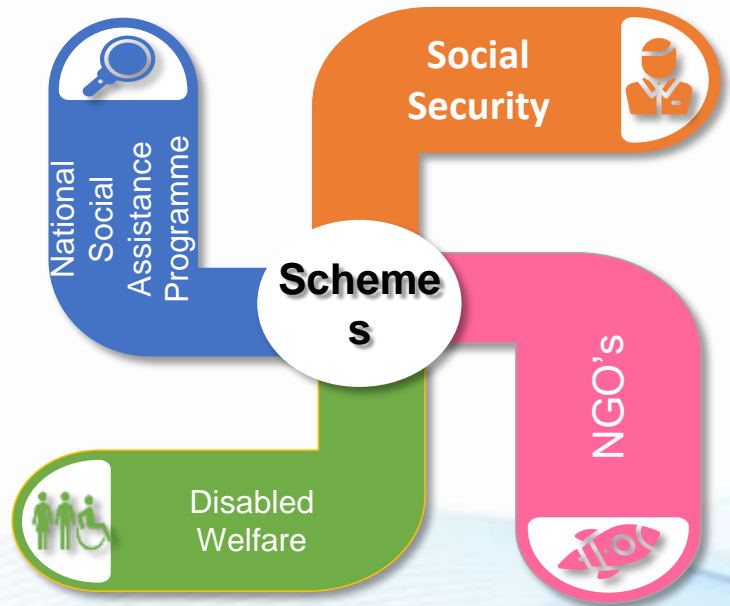 Social
Security
National
Social
Assistance
Programme
Scheme
s
NGO's
Disabled
Welfare